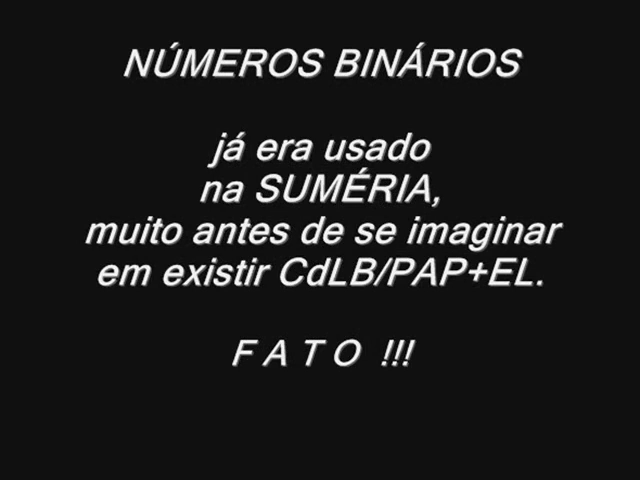 NÚMEROS BINÁRIOS
já era usado
na SUMÉRIA,
muito antes de se imaginar
em existir CdLB/PAP+EL.
F A T O !!!